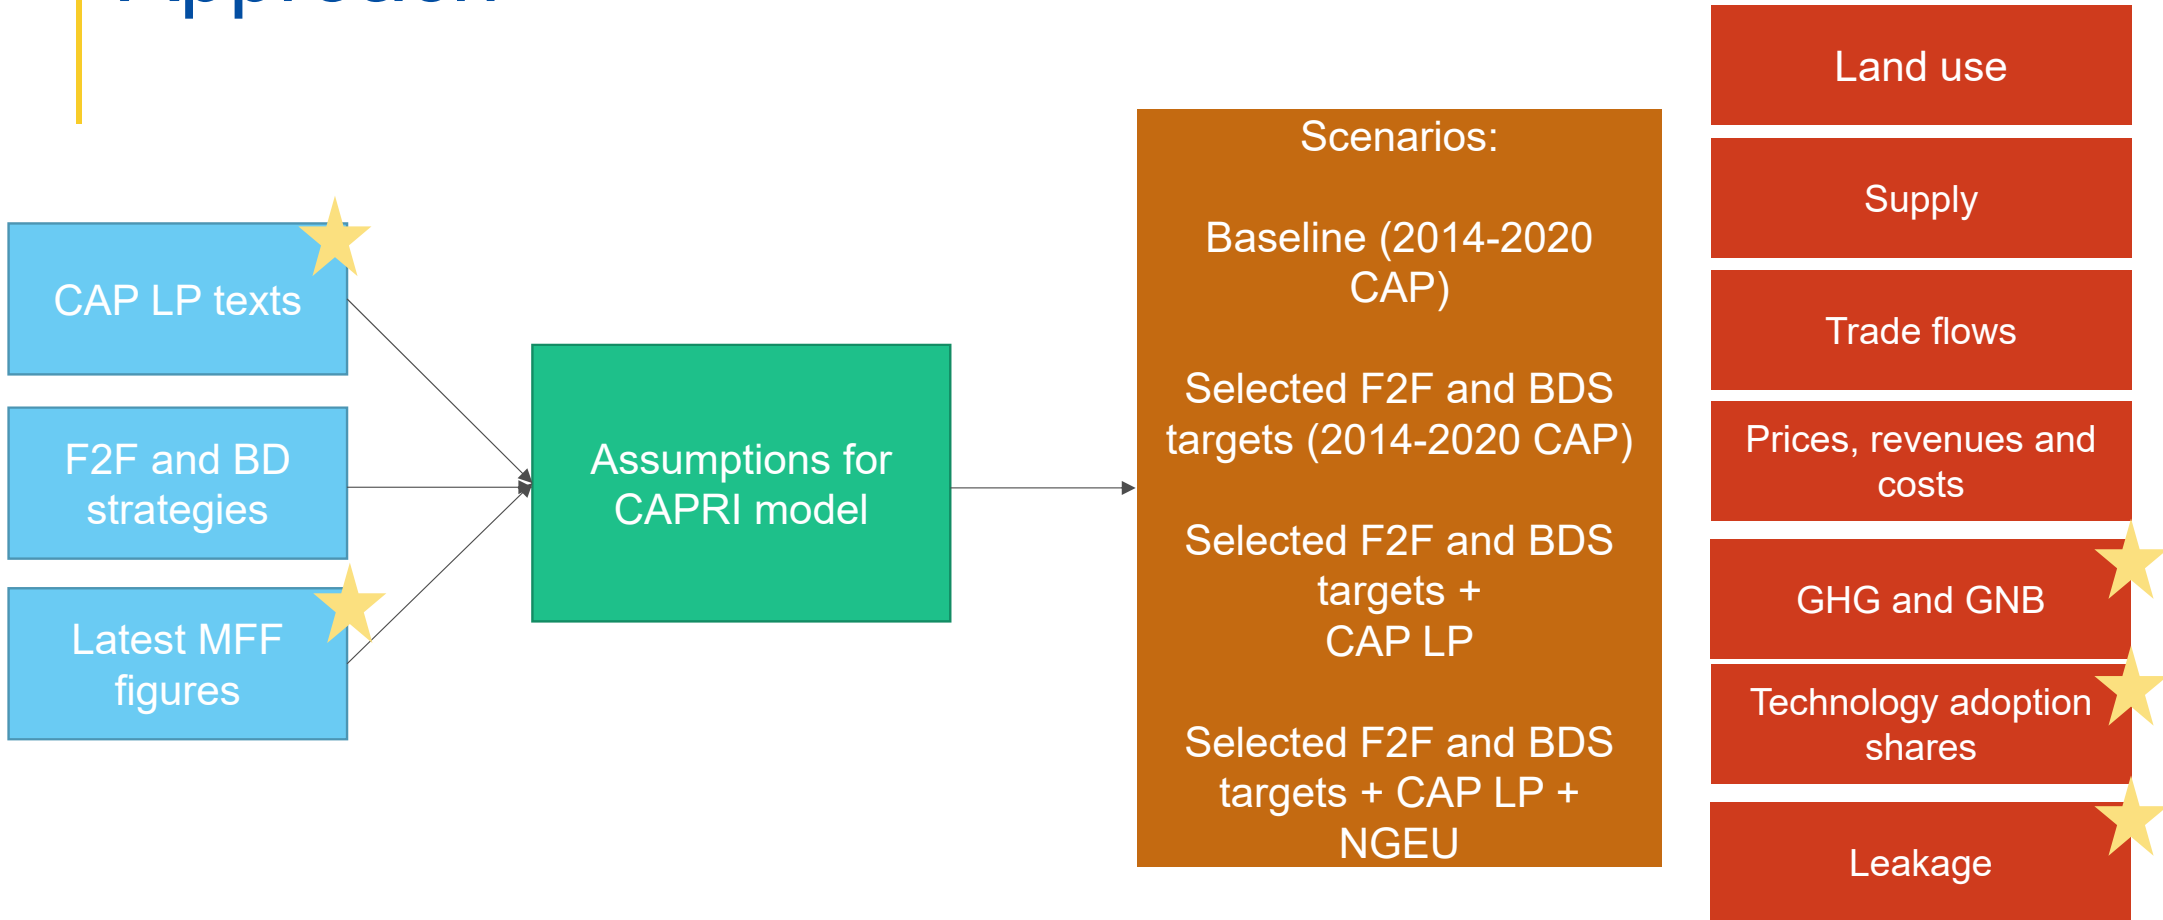 Approach
CAP LP texts
F2F and BD
strategies
Latest MFF
figures
Assumptions for
CAPRI model
Scenarios:
Baseline (2014-2020
CAP)
Selected F2F and BDS
targets (2014-2020 CAP)
Selected F2F and BDS
targets +
CAP LP
Selected F2F and BDS
targets + CAP LP +
NGEU
Land use
Supply
Trade flows
Prices, revenues and
costs
GHG and GNB
Technology adoption
shares
Leakage